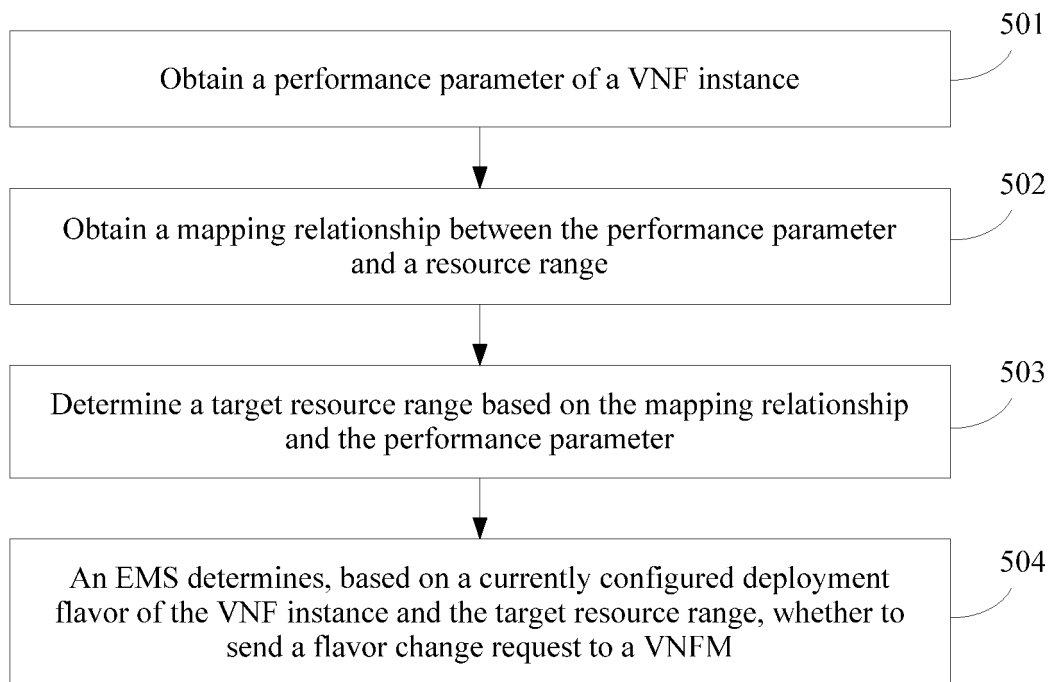 501
Obtain a performance parameter of a VNF instance
502
Obtain a mapping relationship between the performance parameter
and a resource range
503
Determine a target resource range based on the mapping relationship
and the performance parameter
504
An EMS determines, based on a currently configured deployment
flavor of the VNF instance and the target resource range, whether to
send a flavor change request to a VNFM